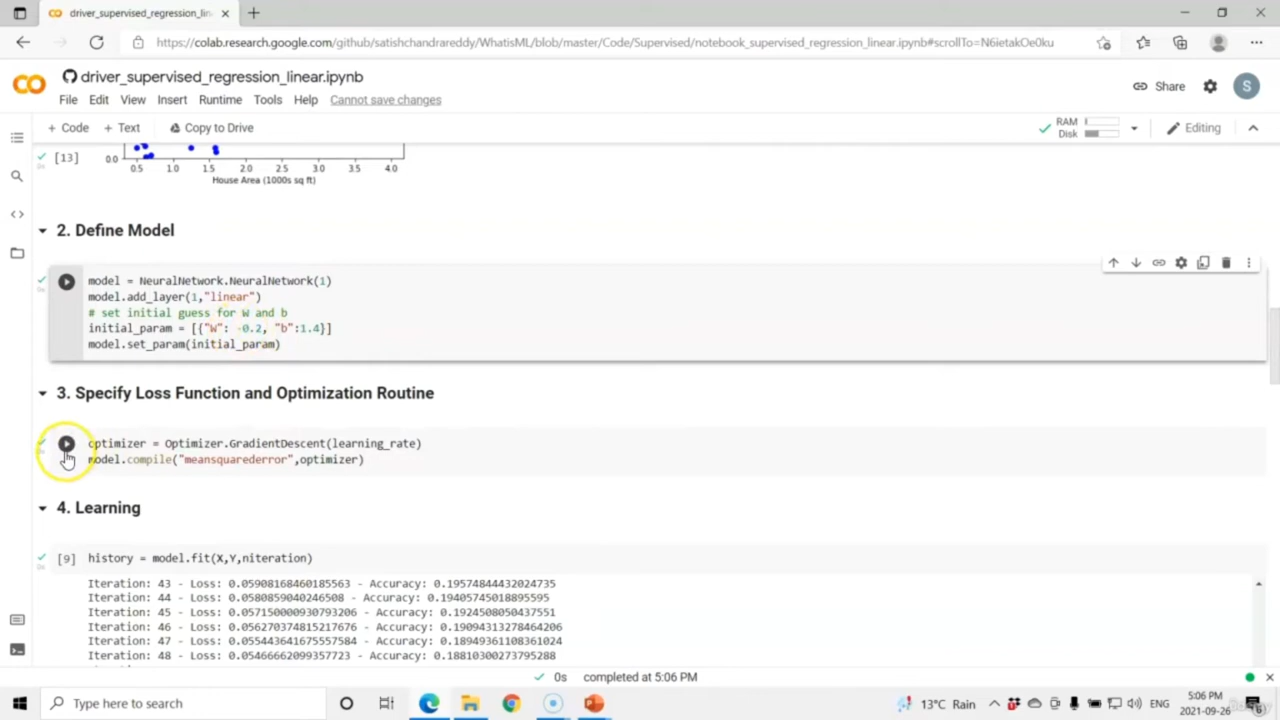 driver_supervised_regression_lin
https://colab.research.google.com/github/satishchandrareddy/WhatisML/blob/master/Code/Supervised/notebook_supervised_regression_linear.ipynb#scrollTo=N6ietakOe0ku
driver_supervised_regression_linear.ipynb
Share
S
File Edit View Insert Runtime Tools Help Cannot save changes
+ Code + Text Copy to Drive
RAM
Disk
Editing
[13]
0.0
0.5 1.0 1.5 2.0 2.5 3.0 3.5 4.0
House Area (1000s sq ft)
2. Define Model
model = NeuralNetwork.NeuralNetwork(1)
model.add_layer(1,"linear")
# set initial guess for W and b
initial_param = [{"W": -0.2, "b":1.4}]
model.set_param(initial_param)
3. Specify Loss Function and Optimization Routine
optimizer = Optimizer.GradientDescent(learning_rate)
model.compile("meansquarederror",optimizer)
4. Learning
[9] history = model.fit(X,Y,niteration)
Iteration: 43 - Loss: 0.05908168460185563 - Accuracy: 0.19574844432024735
Iteration: 44 - Loss: 0.0580859040246508 - Accuracy: 0.19405745018895595
Iteration: 45 - Loss: 0.057150000930793206 - Accuracy: 0.1924508050437551
Iteration: 46 - Loss: 0.056270374821517676 - Accuracy: 0.19094313278464206
Iteration: 47 - Loss: 0.055443641675557584 - Accuracy: 0.18949361108361024
Iteration: 48 - Loss: 0.05466662099357723 - Accuracy: 0.18810300273795288
0s completed at 5:06 PM
Type here to search
13°C Rain
ENG
5:06 PM
2021-09-26